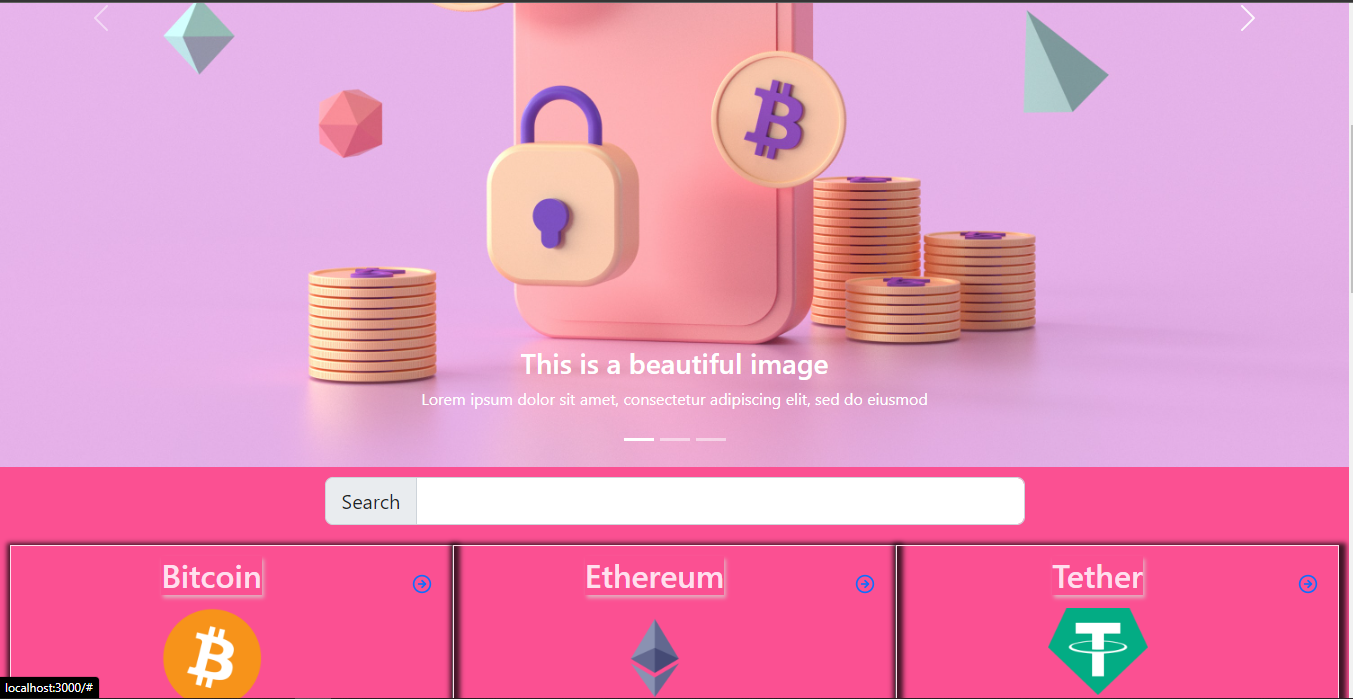 This is a beautiful image
Lorem ipsum dolor sit amet, consectetur adipiscing elit, sed do eiusmod
Search
Bitcoin
Ethereum
Tether
localhost:3000/#